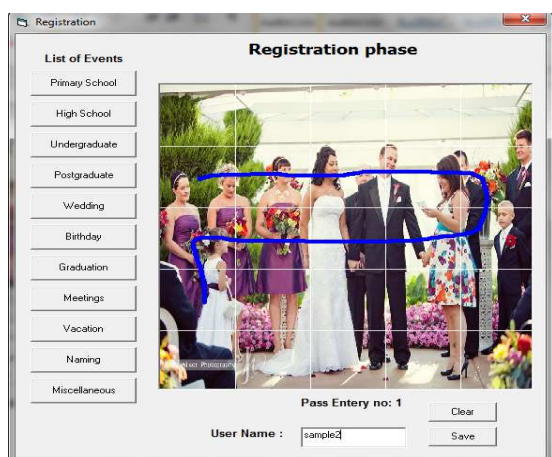 Registration
Registration phase
List of Events
Primary School
High School
Undergraduate
Postgraduate
Wedding
Birthday
Graduation
Meetings
Vacation
Naming
Miscellaneous
Photography
Pass Entery no: 1
Clear
User Name :
sample2
Save